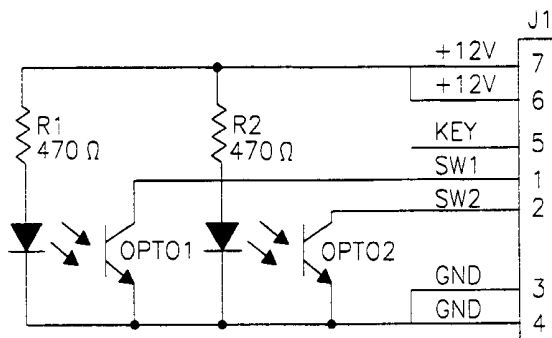 J1
+12V 7
+12V 6
R1
470 Ω
R2
470 Ω
KEY 5
SW1 1
SW2 2
OPTO1
OPTO2
GND 3
GND 4